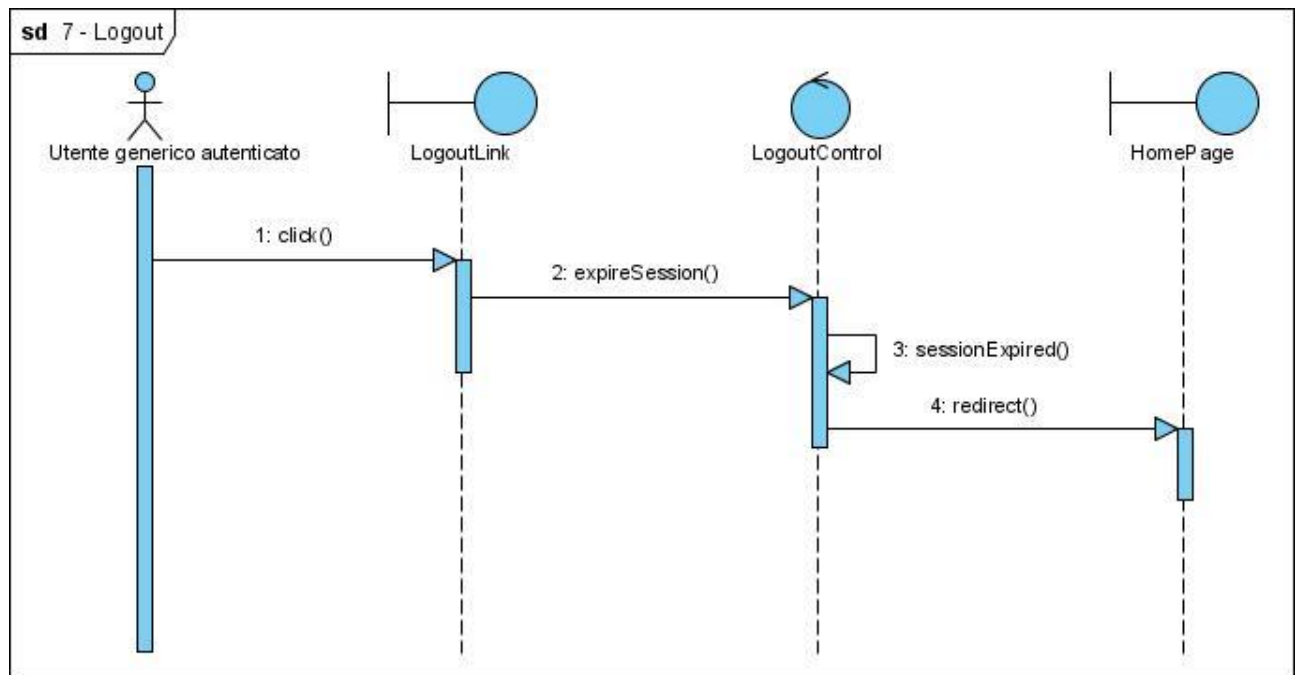 sd 7 - Logout
Utente generico autenticato
LogoutLink
LogoutControl
HomePage
1: click()
2: expireSession()
3: sessionExpired()
4: redirect()